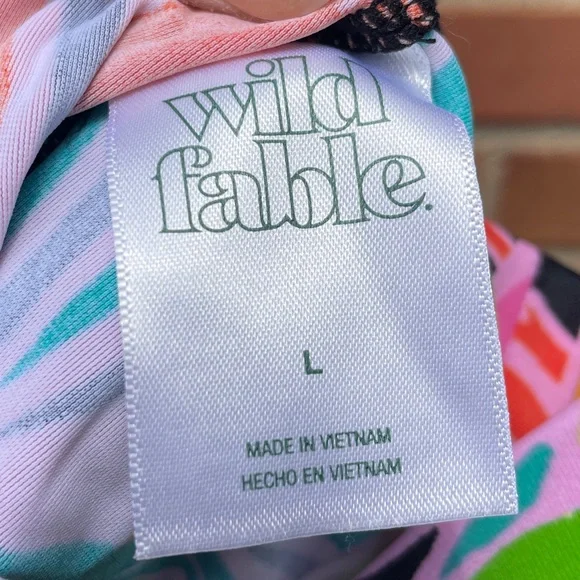 wild
fable.
L
MADE IN VIETNAM
HECHO EN VIETNAM